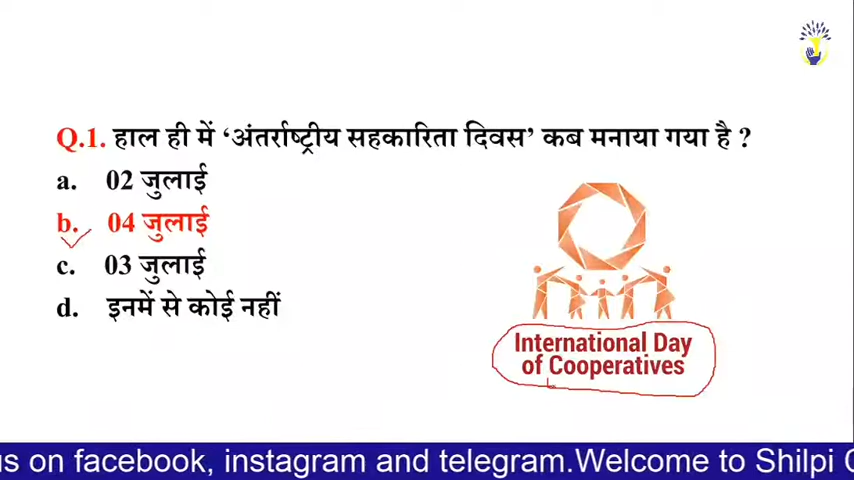 Q.1. हाल ही में ‘अंतर्राष्ट्रीय सहकारिता दिवस’ कब मनाया गया है ?
a. 02 जुलाई
b. 04 जुलाई
c. 03 जुलाई
d. इनमें से कोई नहीं
International Day
of Cooperatives
us on facebook, instagram and telegram.Welcome to Shilpi